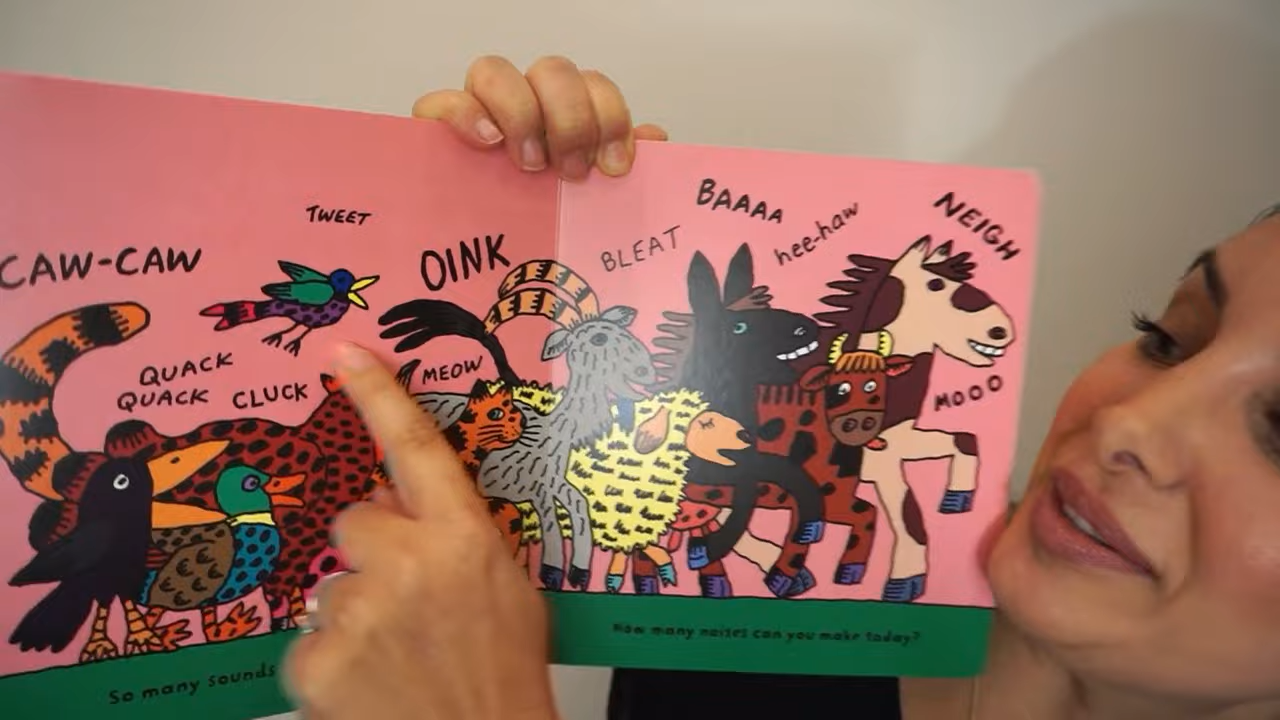 CAW-CAW
TWEET
OINK
QUACK
QUACK
CLUCK
MEOW
So many sounds
BLEAT
BAAAA
hee-haw
NEIGH
MOOO
How many noises can you make today?